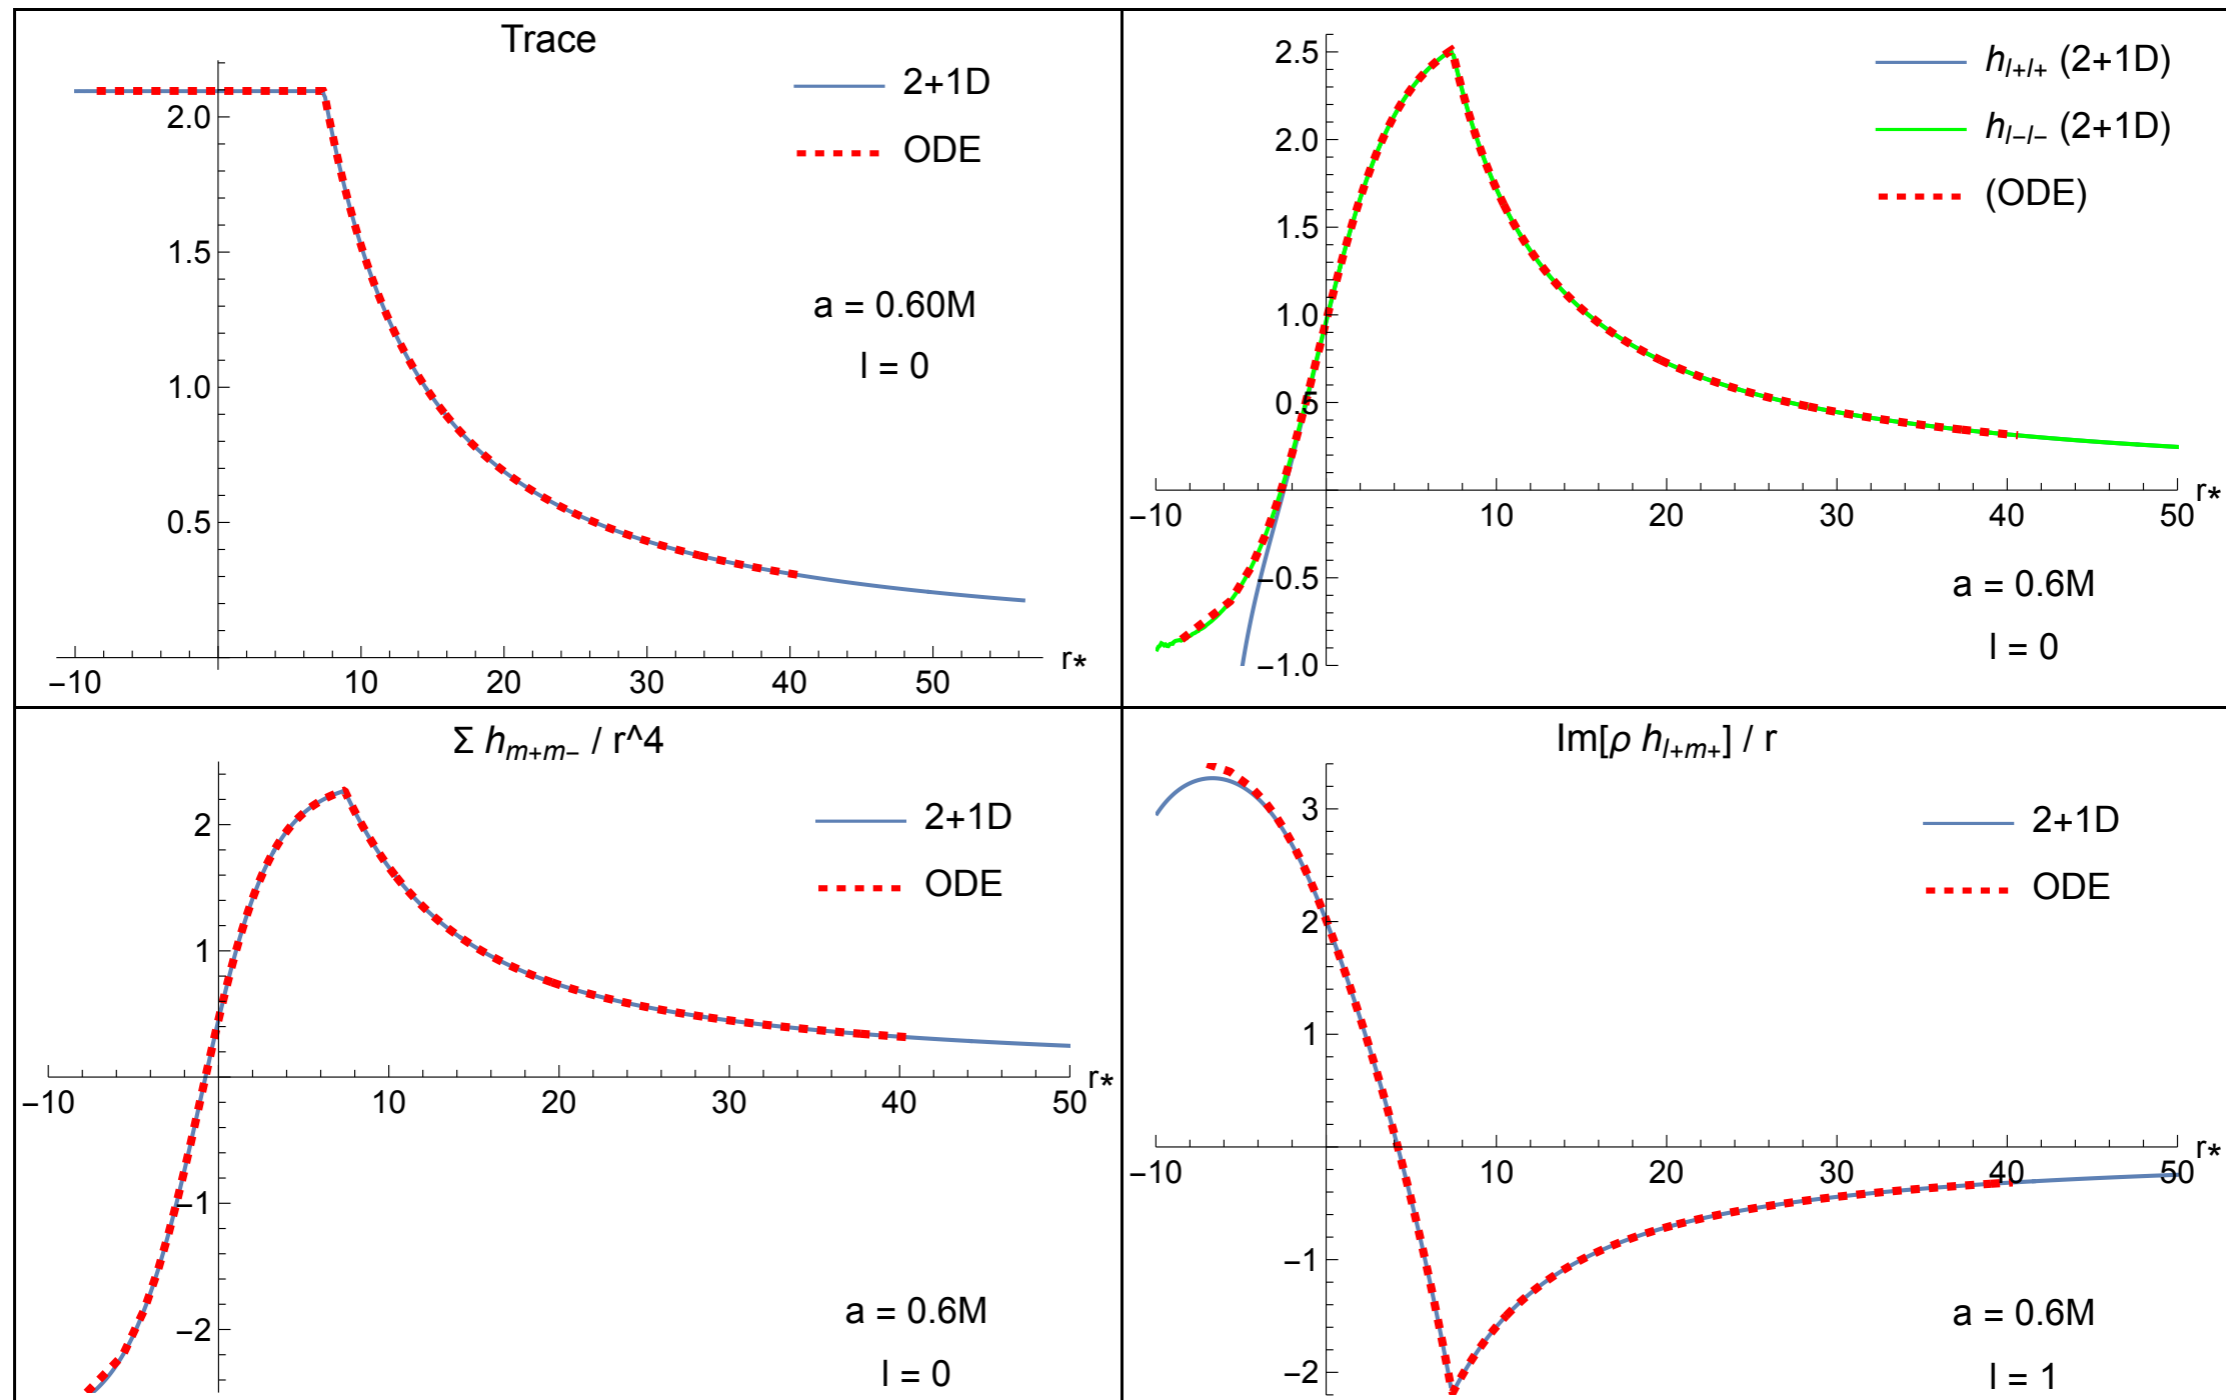 Trace
2+1D
ODE
a = 0.60M
l = 0
2.0
1.5
1.0
0.5
−10 10 20 30 40 50 r*
h_{l+l+} (2+1D)
h_{l−l−} (2+1D)
(ODE)
a = 0.6M
l = 0
2.5
2.0
1.5
1.0
0.5
−0.5
−1.0
−10 10 20 30 40 50 r*
Σ h_{m+m−} / r^4
2+1D
ODE
a = 0.6M
l = 0
2
1
−1
−2
−10 10 20 30 40 50 r*
Im[ρ h_{l+m+}] / r
2+1D
ODE
a = 0.6M
l = 1
3
2
1
−1
−2
−10 10 20 30 40 50 r*